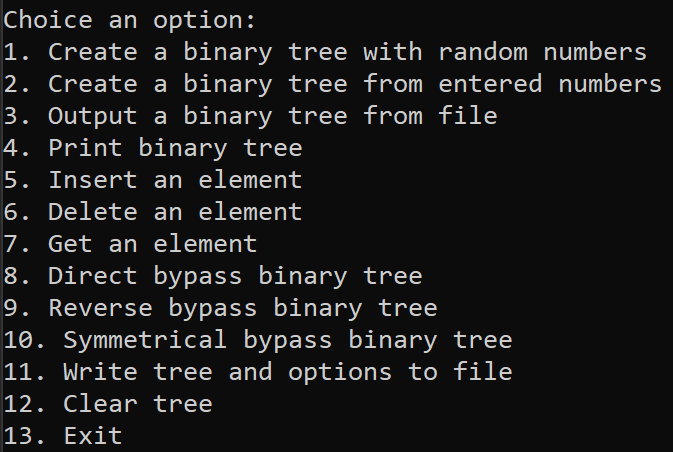 Choice an option:
1. Create a binary tree with random numbers
2. Create a binary tree from entered numbers
3. Output a binary tree from file
4. Print binary tree
5. Insert an element
6. Delete an element
7. Get an element
8. Direct bypass binary tree
9. Reverse bypass binary tree
10. Symmetrical bypass binary tree
11. Write tree and options to file
12. Clear tree
13. Exit